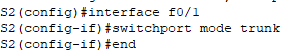 S2(config)#interface f0/1
S2(config-if)#switchport mode trunk
S2(config-if)#end